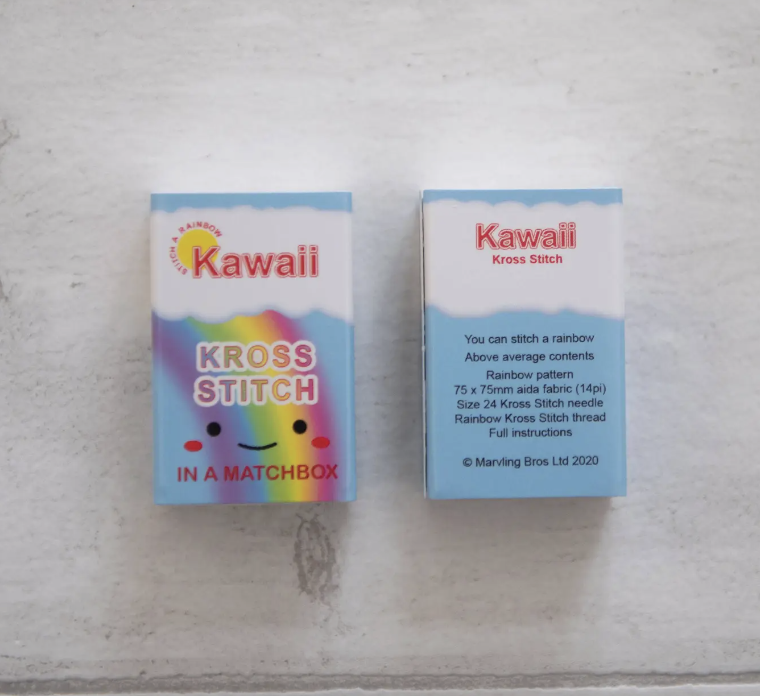 STITCH A RAINBOW
Kawaii
KROSS
STITCH
IN A MATCHBOX
Kawaii
Kross Stitch
You can stitch a rainbow
Above average contents
Rainbow pattern
75 x 75mm aida fabric (14pi)
Size 24 Kross Stitch needle
Rainbow Kross Stitch thread
Full instructions
© Marvling Bros Ltd 2020